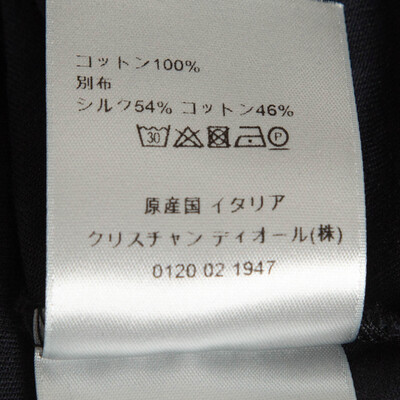 コットン100%
別布
シルク54% コットン46%
30 P
原産国 イタリア
クリスチャン ディオール(株)
0120 02 1947